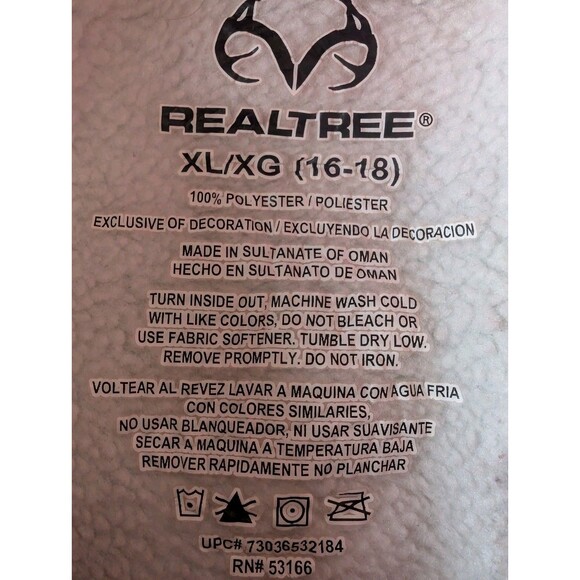 REALTREE®
XL/XG (16-18)
100% POLYESTER / POLIESTER
EXCLUSIVE OF DECORATION / EXCLUYENDO LA DECORACION
MADE IN SULTANATE OF OMAN
HECHO EN SULTANATO DE OMAN
TURN INSIDE OUT, MACHINE WASH COLD
WITH LIKE COLORS, DO NOT BLEACH OR
USE FABRIC SOFTENER. TUMBLE DRY LOW.
REMOVE PROMPTLY. DO NOT IRON.
VOLTEAR AL REVEZ LAVAR A MAQUINA CON AGUA FRIA
CON COLORES SIMILARIES,
NO USAR BLANQUEADOR, NI USAR SUAVISANTE
SECAR A MAQUINA A TEMPERATURA BAJA
REMOVER RAPIDAMENTE NO PLANCHAR
UPC# 73036532184
RN# 53166